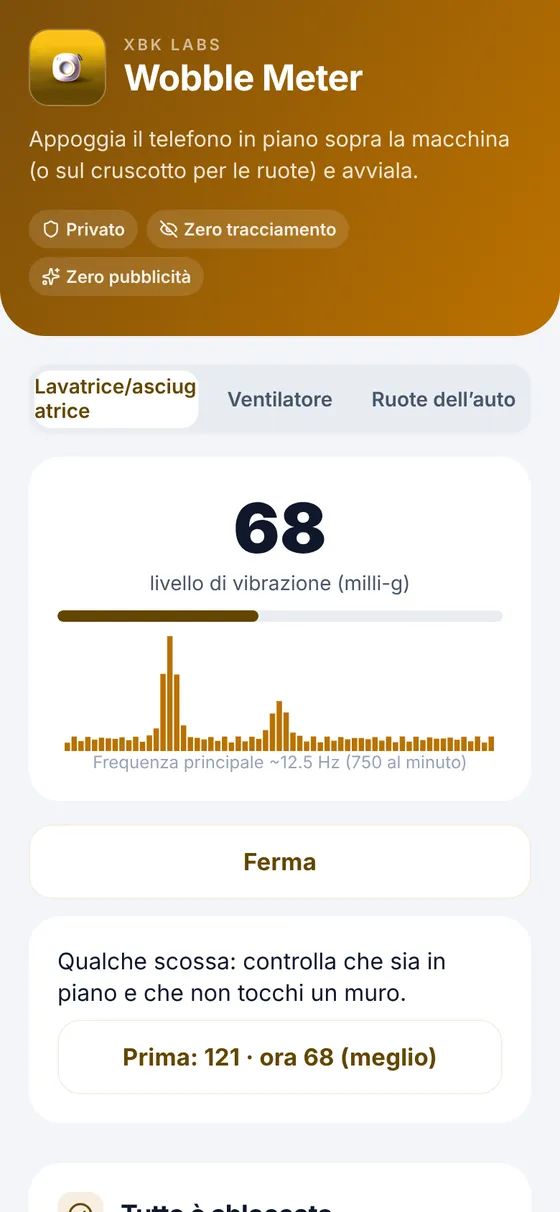 XBK LABS
Wobble Meter
Appoggia il telefono in piano sopra la macchina
(o sul cruscotto per le ruote) e avviala.
Privato
Zero tracciamento
Zero pubblicità
Lavatrice/asciug
atrice
Ventilatore
Ruote dell’auto
68
livello di vibrazione (milli-g)
Frequenza principale ~12.5 Hz (750 al minuto)
Ferma
Qualche scossa: controlla che sia in
piano e che non tocchi un muro.
Prima: 121 · ora 68 (meglio)
Tutto è sbloccato